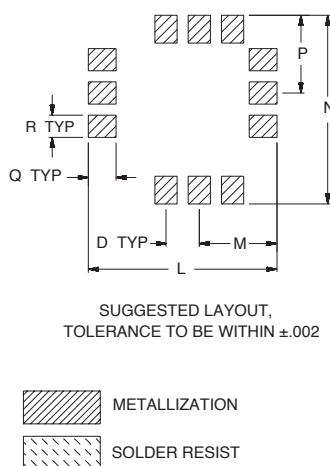 P
N
R TYP
Q TYP
D TYP
M
L
SUGGESTED LAYOUT,
TOLERANCE TO BE WITHIN ±.002
METALLIZATION
SOLDER RESIST